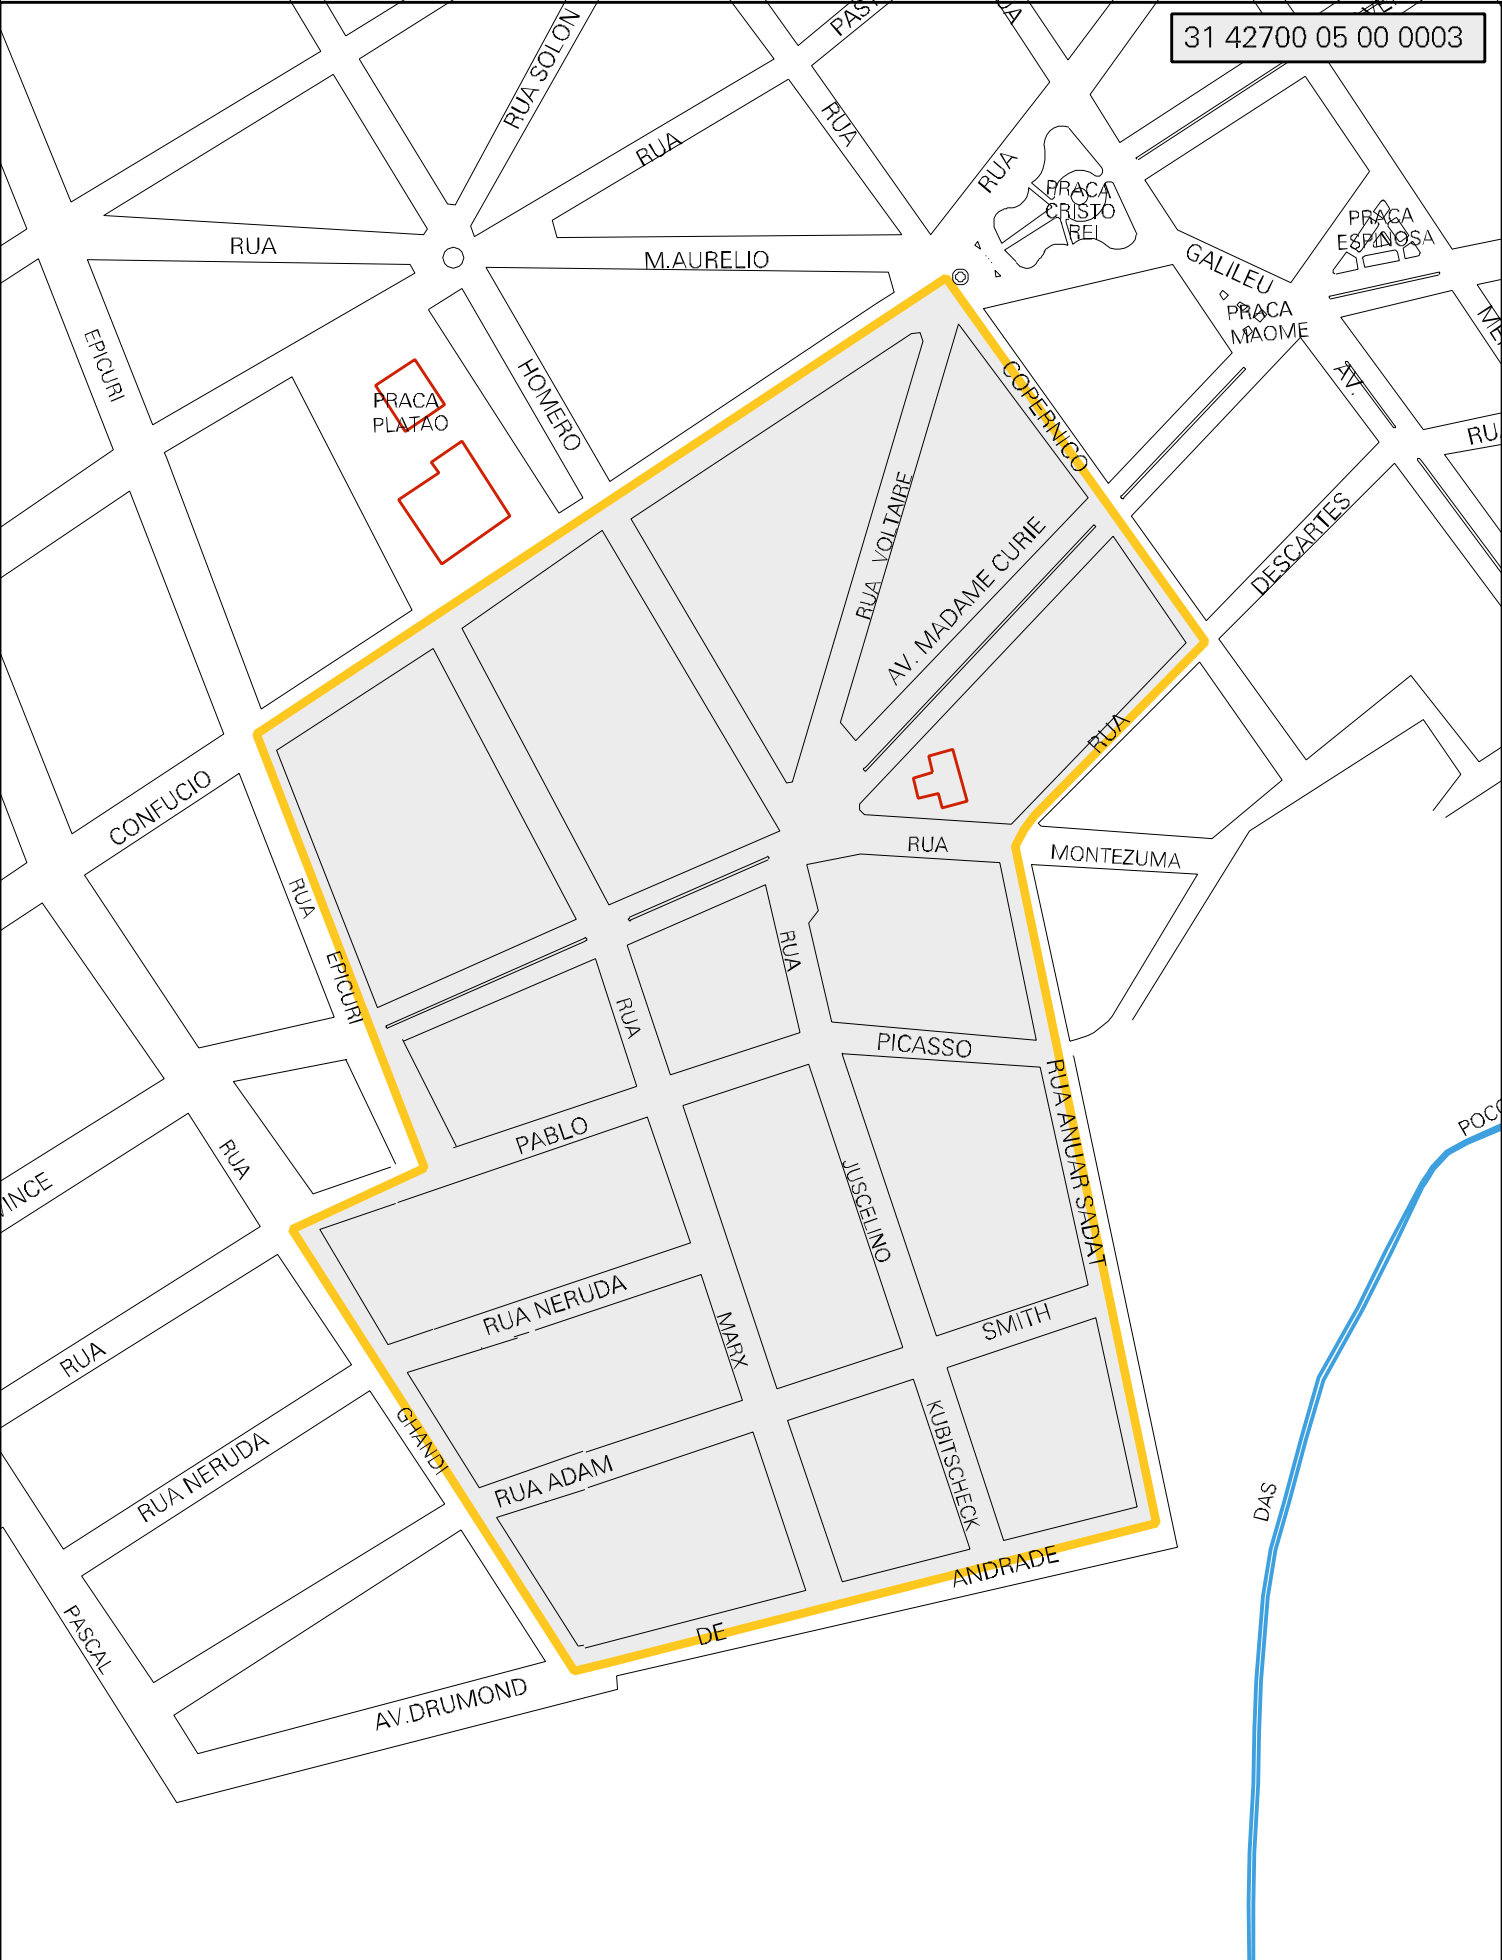 31 42700 05 00 0003
RUA SOLON
RUA
RUA
RUA
PRACA
CRISTO
REI
PRACA
ESPINOSA
RUA
M.AURELIO
GALILEU
PRACA
MAOME
EPICURI
HOMERO
PRACA
PLATAO
COPERNICO
AV.
RUA VOLTAIRE
AV. MADAME CURIE
DESCARTES
RUA
CONFUCIO
RUA
MONTEZUMA
RUA
EPICURI
RUA
RUA
PICASSO
PABLO
RUA
RUA ANUAR SADAT
JUSCELINO
RUA NERUDA
MARX
SMITH
RUA
GHANDI
RUA NERUDA
RUA ADAM
KUBITSCHECK
DAS
ANDRADE
DE
PASCAL
AV.DRUMOND